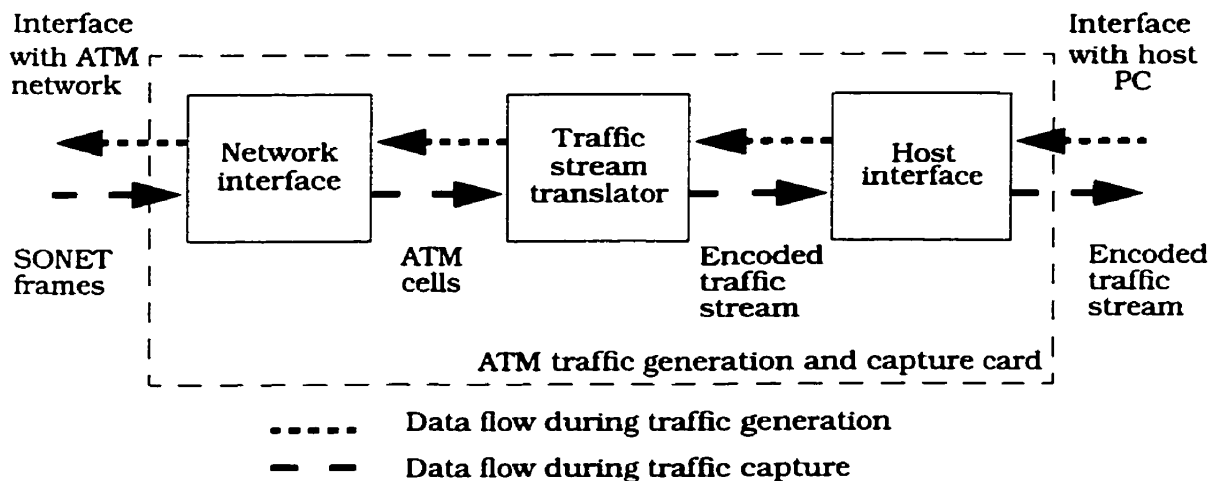 Interface
with ATM
network
Interface
with host
PC
Network
interface
Traffic
stream
translator
Host
interface
SONET
frames
ATM
cells
Encoded
traffic
stream
Encoded
traffic
stream
ATM traffic generation and capture card
Data flow during traffic generation
Data flow during traffic capture